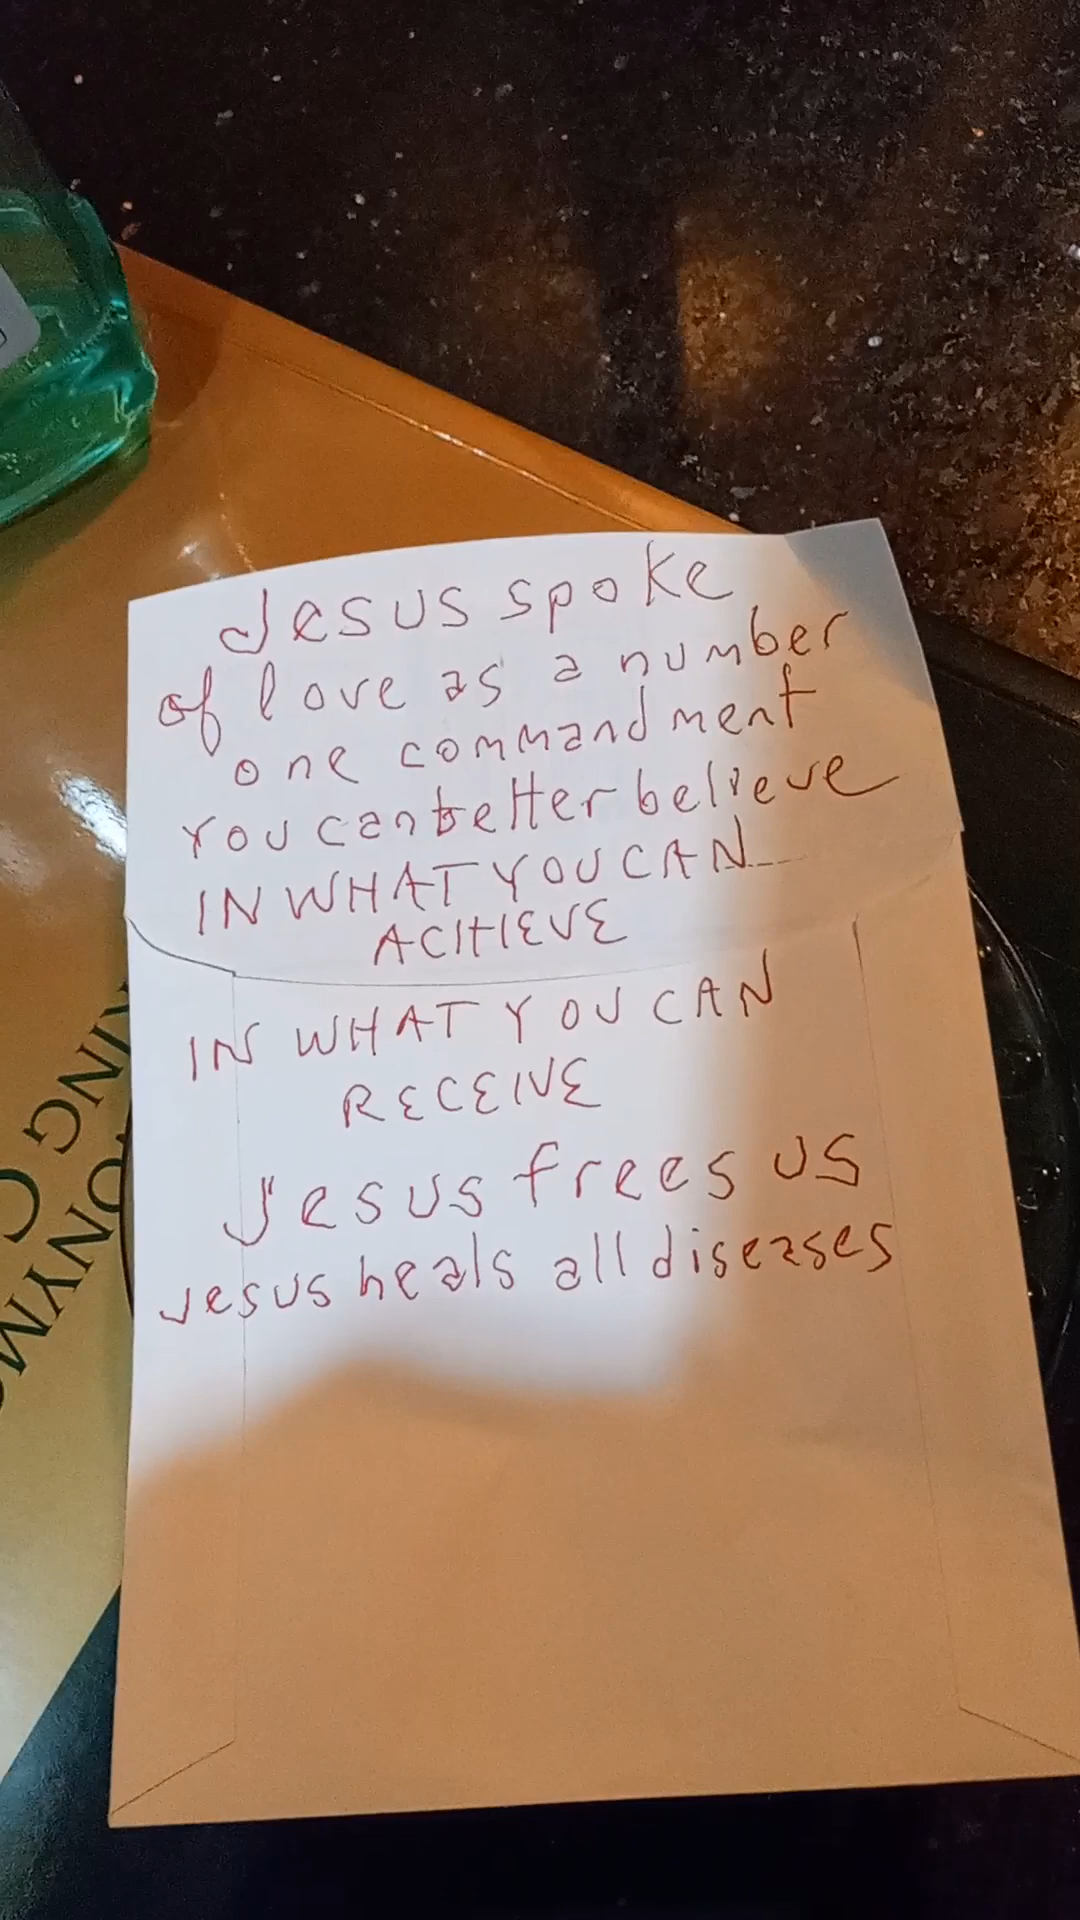 Jesus spoke
of love as a number
one commandment
You can better believe
IN WHAT YOU CAN
ACHIEVE
IN WHAT YOU CAN
RECEIVE
Jesus frees us
Jesus heals all diseases